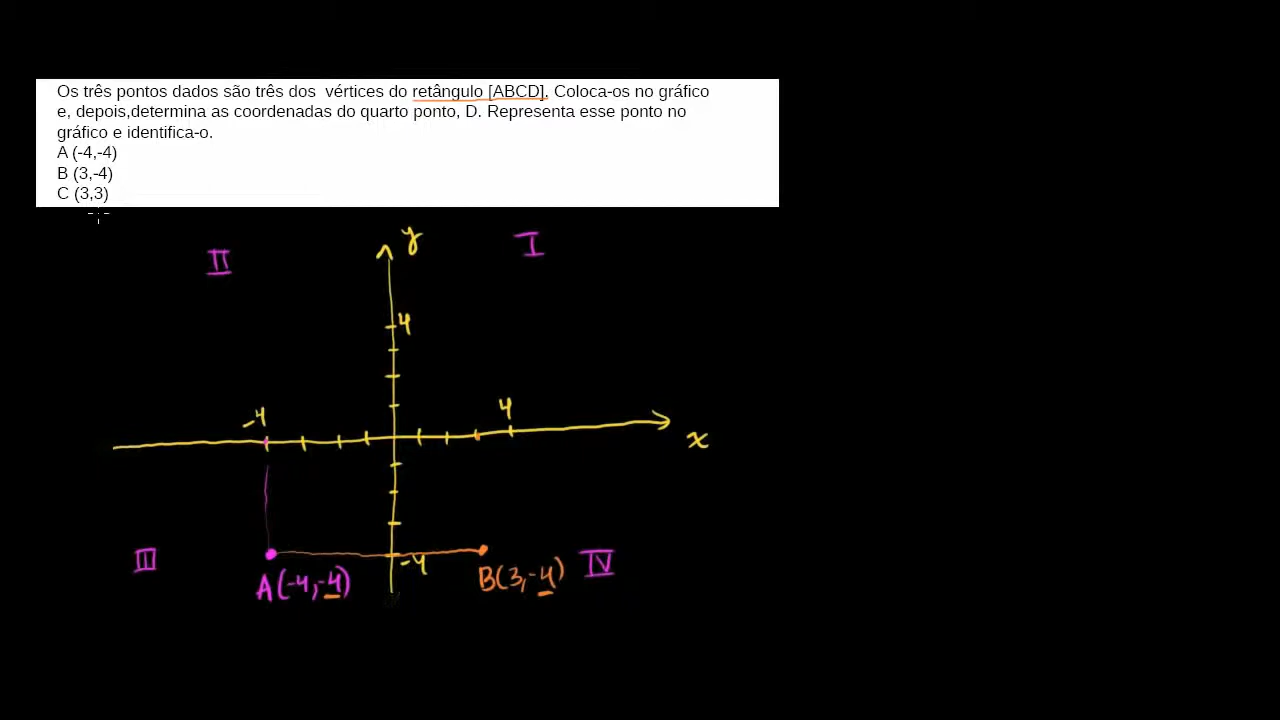 Os três pontos dados são três dos  vértices do retângulo [ABCD]. Coloca-os no gráfico
e, depois,determina as coordenadas do quarto ponto, D. Representa esse ponto no
gráfico e identifica-o.
A (-4,-4)
B (3,-4)
C (3,3)
y
I
II
4
-4
4
x
III
-4
IV
A(-4,-4)
B(3,-4)